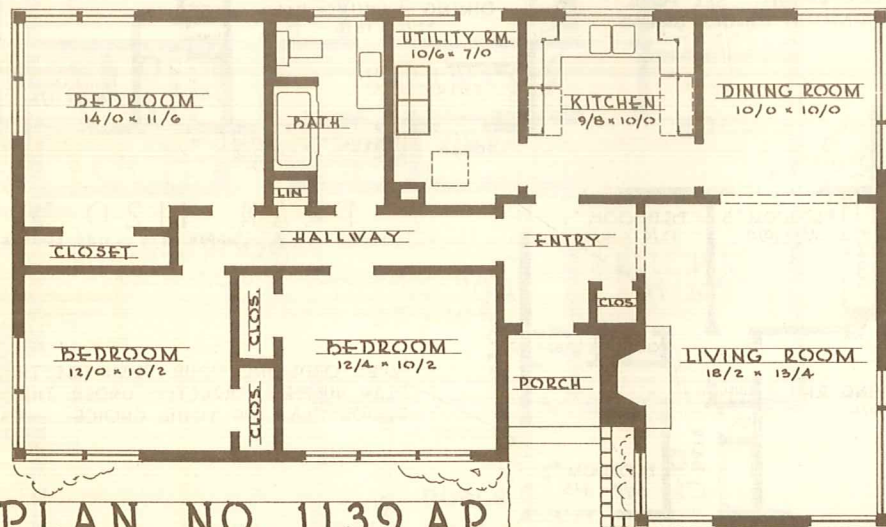 BEDROOM
14/0 x 11/6
BATH
LIN
UTILITY RM.
10/6 x 7/0
KITCHEN
9/8 x 10/0
DINING ROOM
10/0 x 10/0
CLOSET
HALLWAY
ENTRY
CLOS.
BEDROOM
12/0 x 10/2
CLOS.
CLOS.
BEDROOM
12/4 x 10/2
PORCH
LIVING ROOM
18/2 x 13/4
PLAN NO. 1139 AP